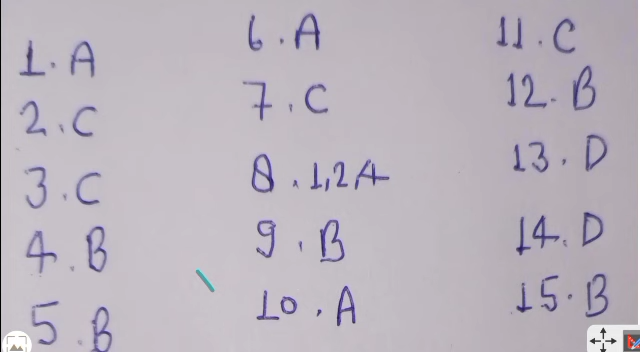 1. A
2. C
3. C
4. B
5. B
6. A
7. C
8. 1,2 A
9. B
10. A
11. C
12. B
13. D
14. D
15. B